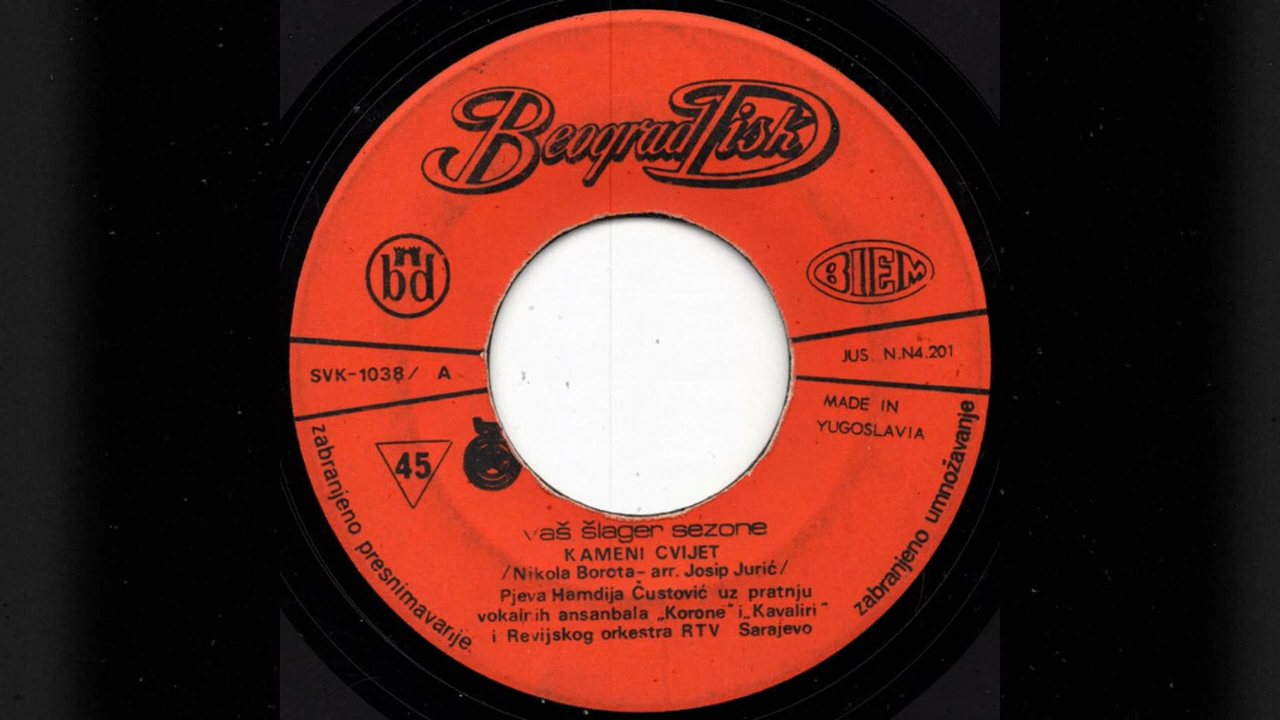 Beograd Disk
bd
BIEM
SVK-1038/ A
JUS. N.N4.201
MADE IN
YUGOSLAVIA
45
zabranjeno presnimavanje
zabranjeno umnožavanje
vaš šlager sezone
KAMENI CVIJET
/Nikola Borota- arr. Josip Jurić/
Pjeva Hamdija Čustović uz pratnju
vokalnih ansanbala „Korone" i „Kavaliri"
i Revijskog orkestra RTV Sarajevo